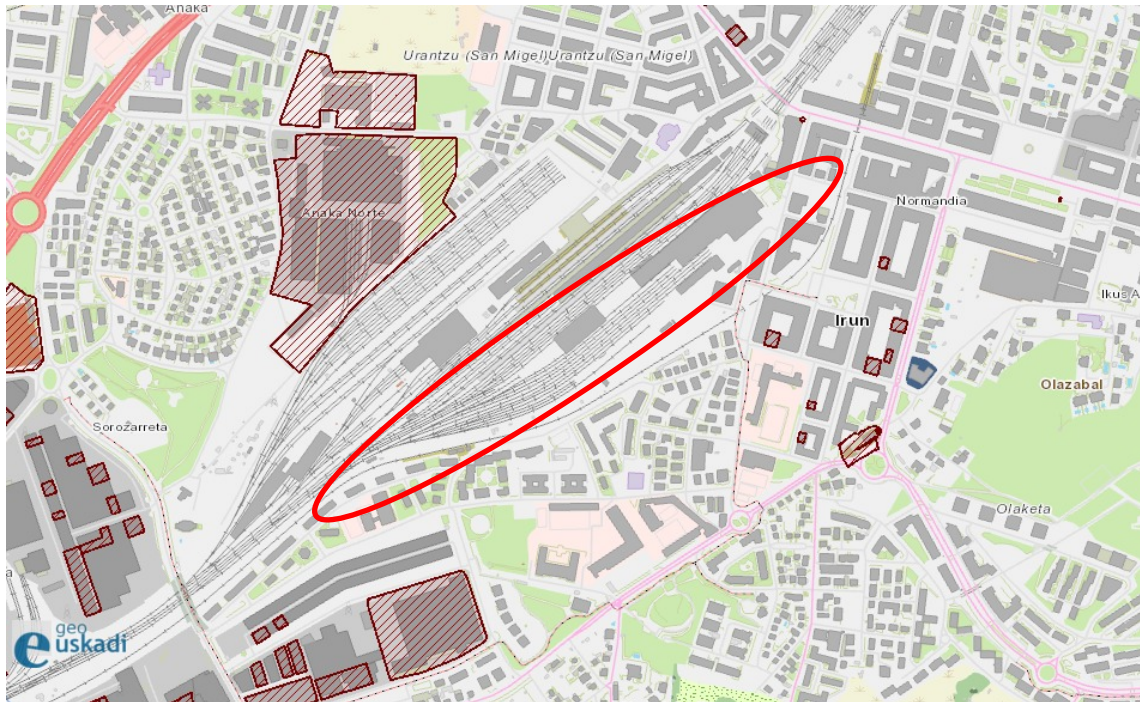 Anaka
Urantzu (San Migel)Urantzu (San Migel)
Anaka Norte
Normandia
Ikus A
Irun
Olazabal
Sorozarreta
Olaketa
a
geo
euskadi